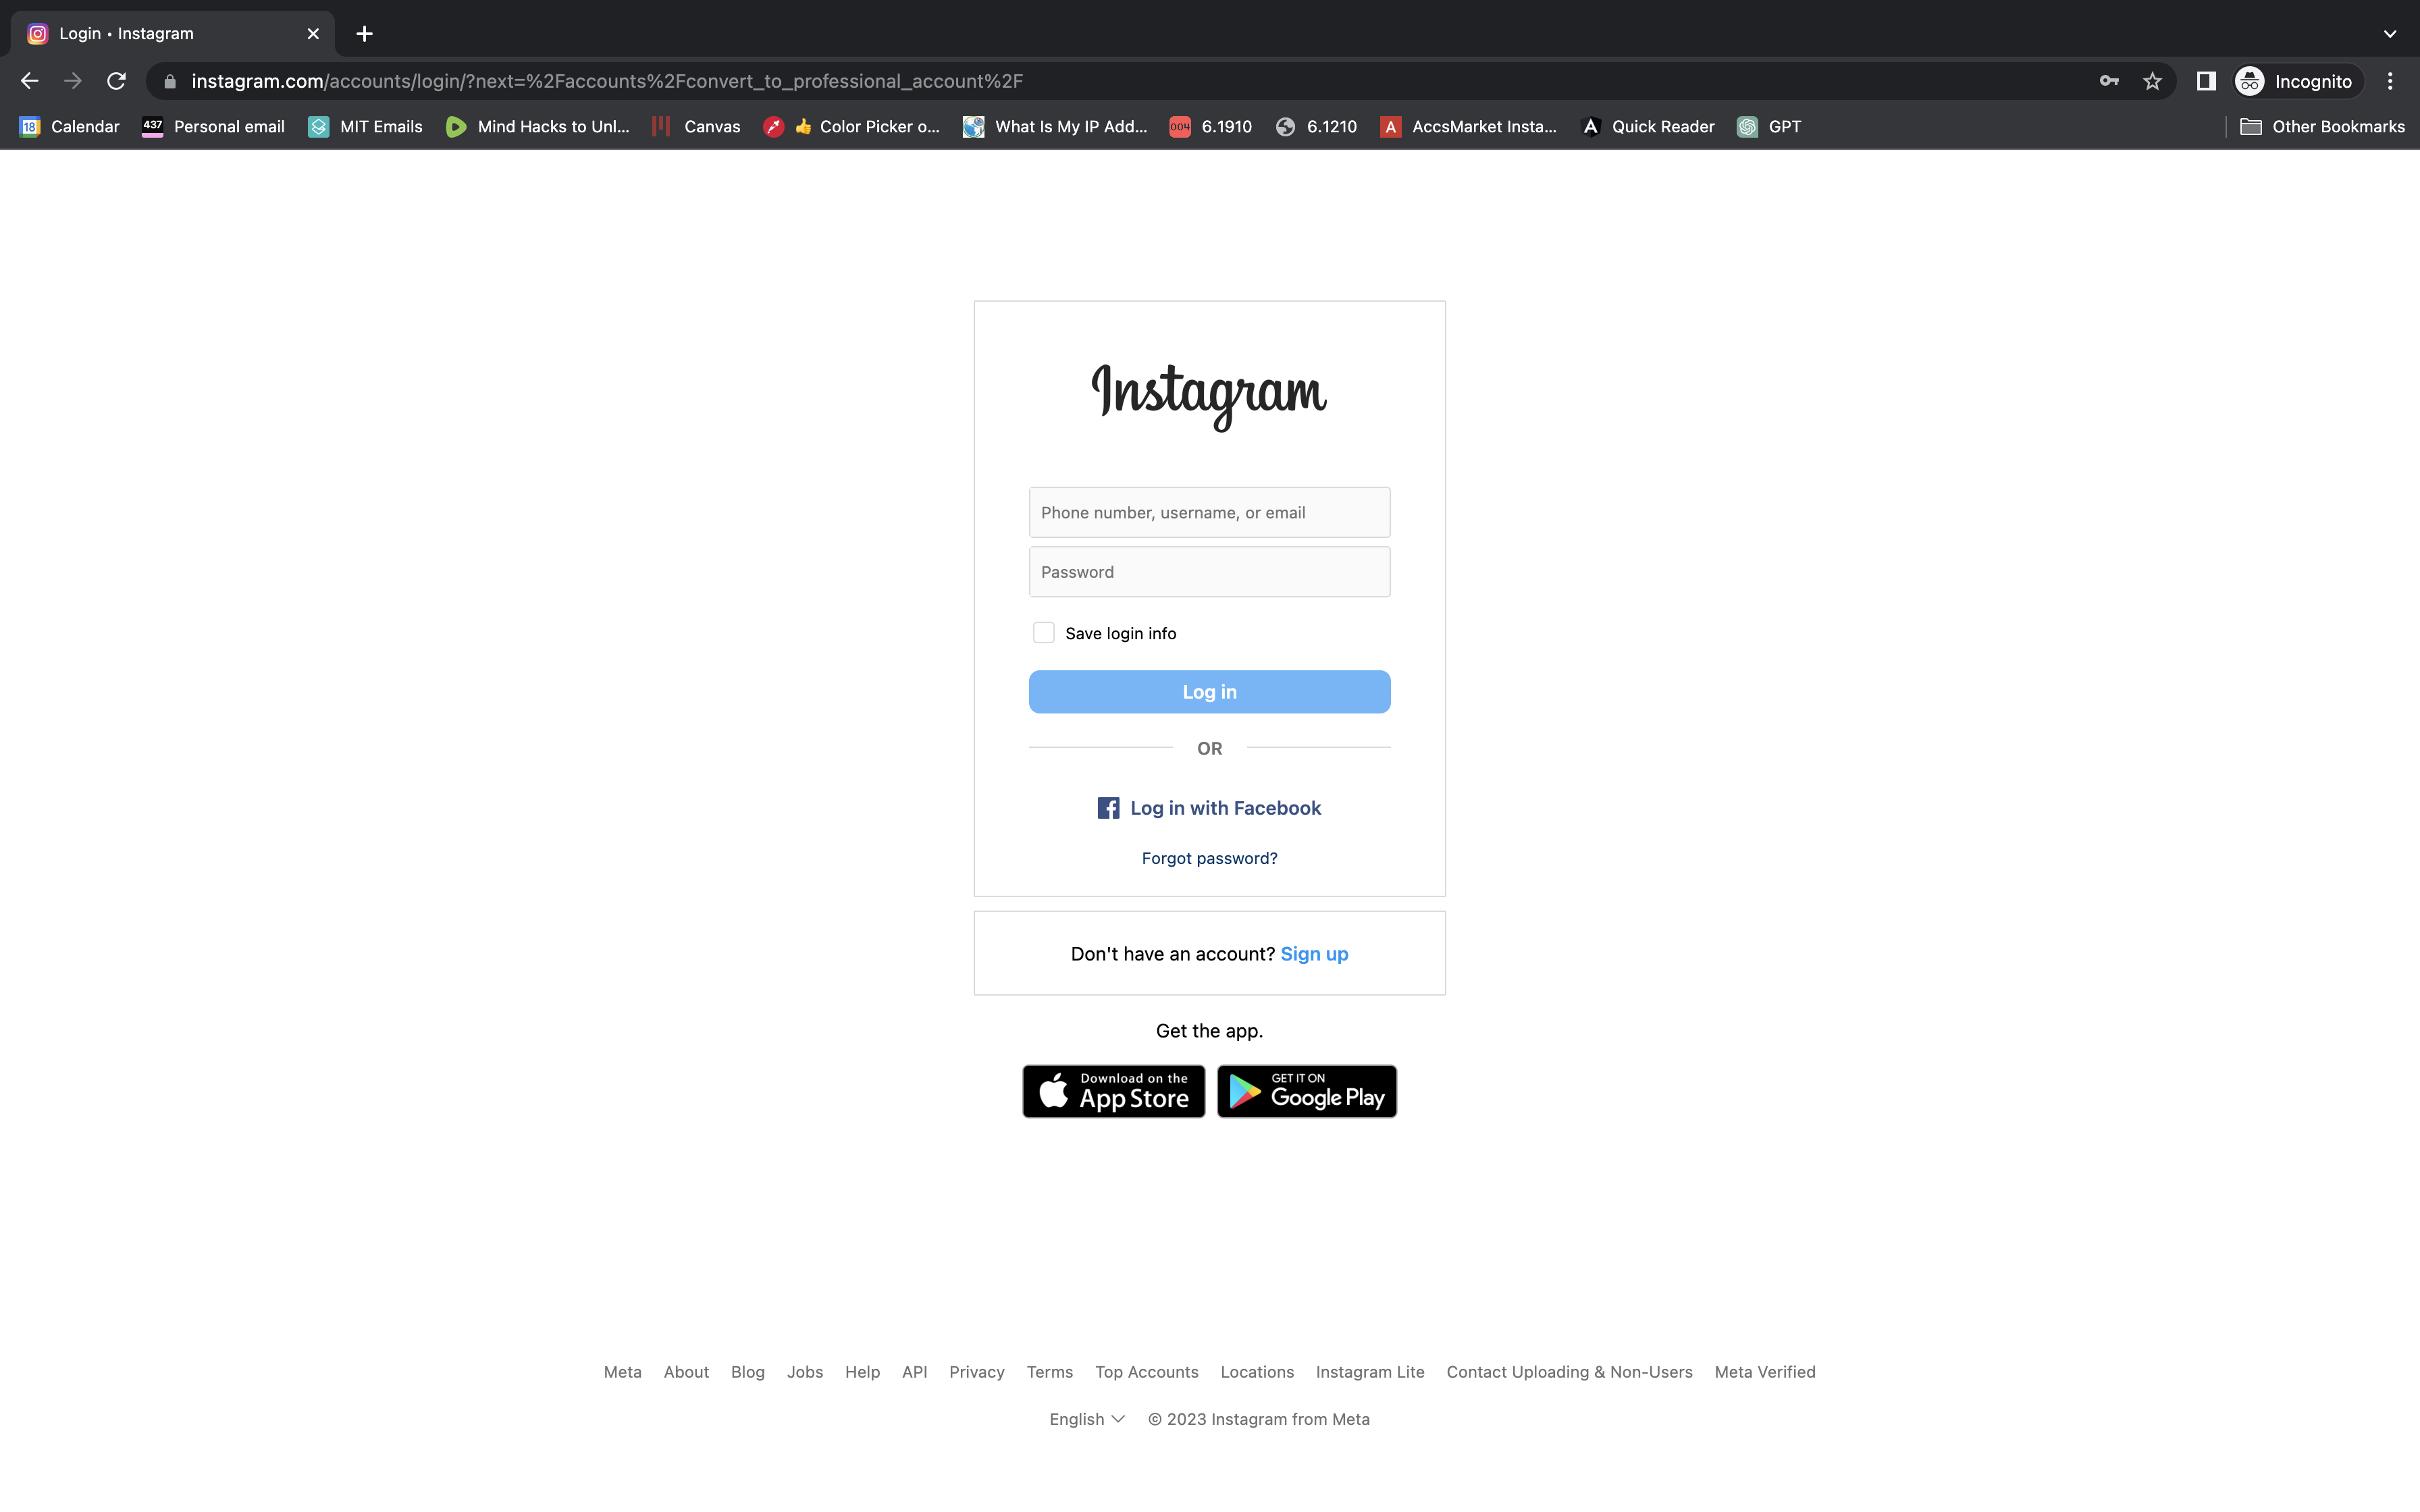 Login • Instagram
instagram.com/accounts/login/?next=%2Faccounts%2Fconvert_to_professional_account%2F
Incognito
18 Calendar 437 Personal email MIT Emails Mind Hacks to Unl... Canvas 👍 Color Picker o... What Is My IP Add... 004 6.1910 6.1210 A AccsMarket Insta... A Quick Reader GPT Other Bookmarks
Instagram
Phone number, username, or email
Password
Save login info
Log in
OR
Log in with Facebook
Forgot password?
Don't have an account? Sign up
Get the app.
Download on the
App Store
GET IT ON
Google Play
Meta About Blog Jobs Help API Privacy Terms Top Accounts Locations Instagram Lite Contact Uploading & Non-Users Meta Verified
English © 2023 Instagram from Meta